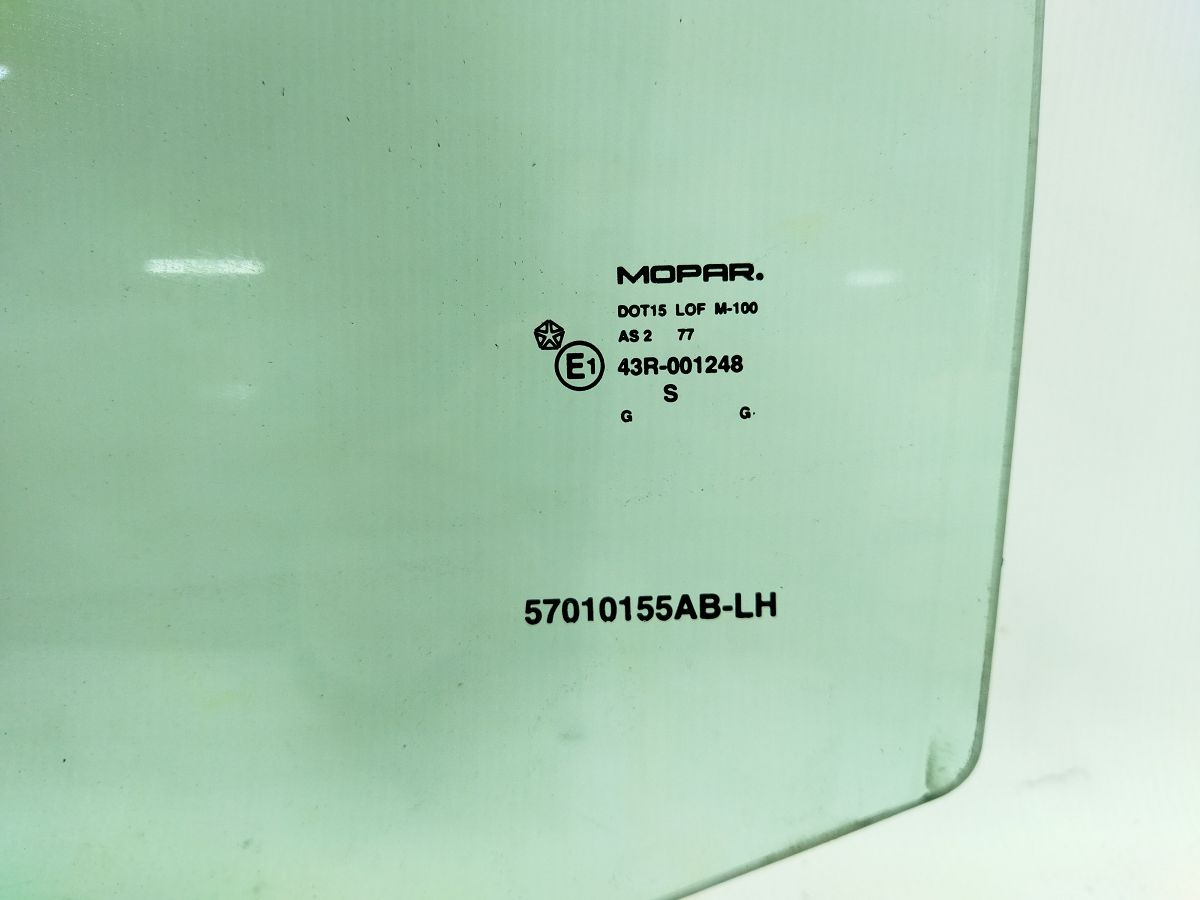 MOPAR.
DOT15 LOF M-100
AS 2 77
E1 43R-001248
S
G G
57010155AB-LH